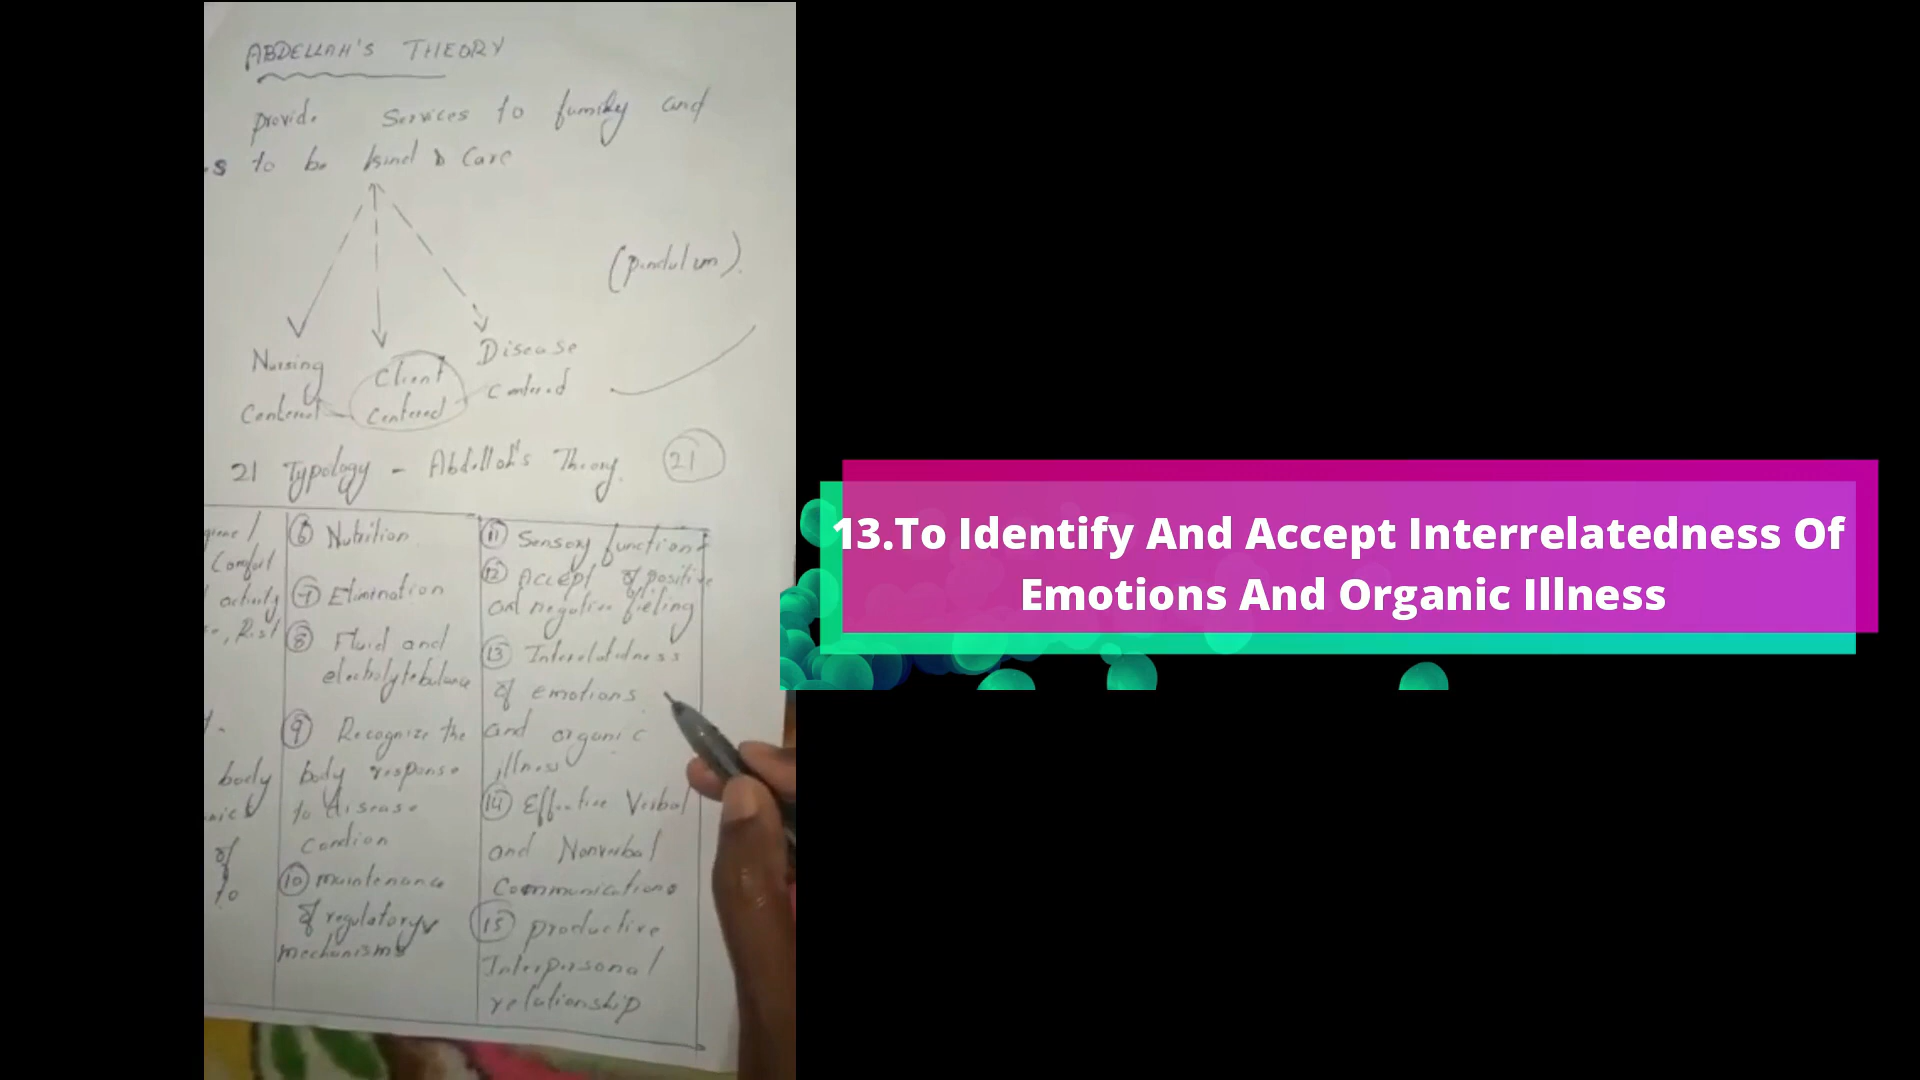 ABDELLAH'S THEORY
provide Services to family and
s to be kind & Care
(pendulum).
Nursing
Centered
Client
Centered
Disease
Centered
21 Typology - Abdellah's Theory. 21
Comfort
activity
body
of
to
6 Nutrition
7 Elimination
8 Fluid and
electrolyte balance
9 Recognize the
body response
to disease
condion
10 maintenance
of regulatory
mechanisms
11 Sensory function
12 Accept of positive
and negative
13 Interelatedness
of emotions
and organic
illness
14 Effective Verbal
and Nonverbal
Communications
15 productive
Interpersonal
relationship
13.To Identify And Accept Interrelatedness Of
Emotions And Organic Illness